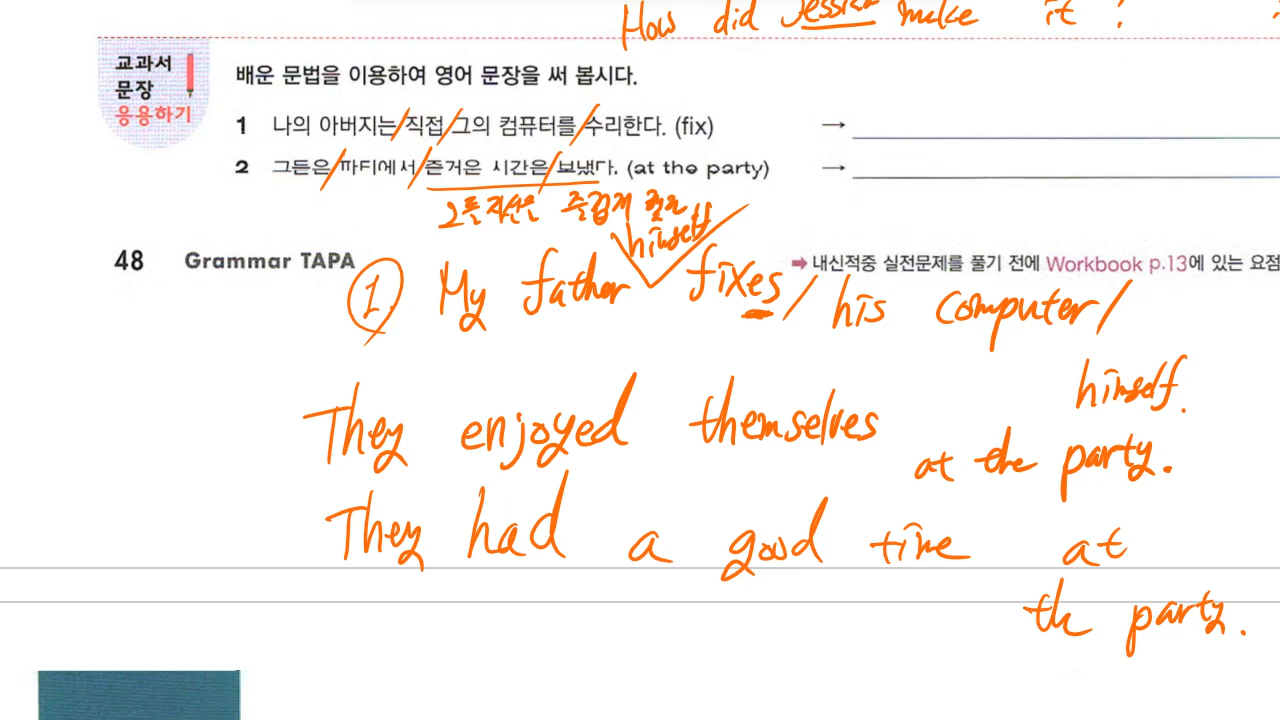 How did Jessica make it?
교과서
문장
응용하기
배운 문법을 이용하여 영어 문장을 써 봅시다.
1 나의 아버지는/직접/그의 컴퓨터를/수리한다. (fix) →
2 그들은/파티에서/즐거운 시간을/보냈다. (at the party) →
그들 자신을 즐겁게
himself
48 Grammar TAPA
➡ 내신적중 실전문제를 풀기 전에 Workbook p.13에 있는 요점
① My father fixes/ his computer/
himself.
They enjoyed themselves
at the party.
They had a good time at
the party.